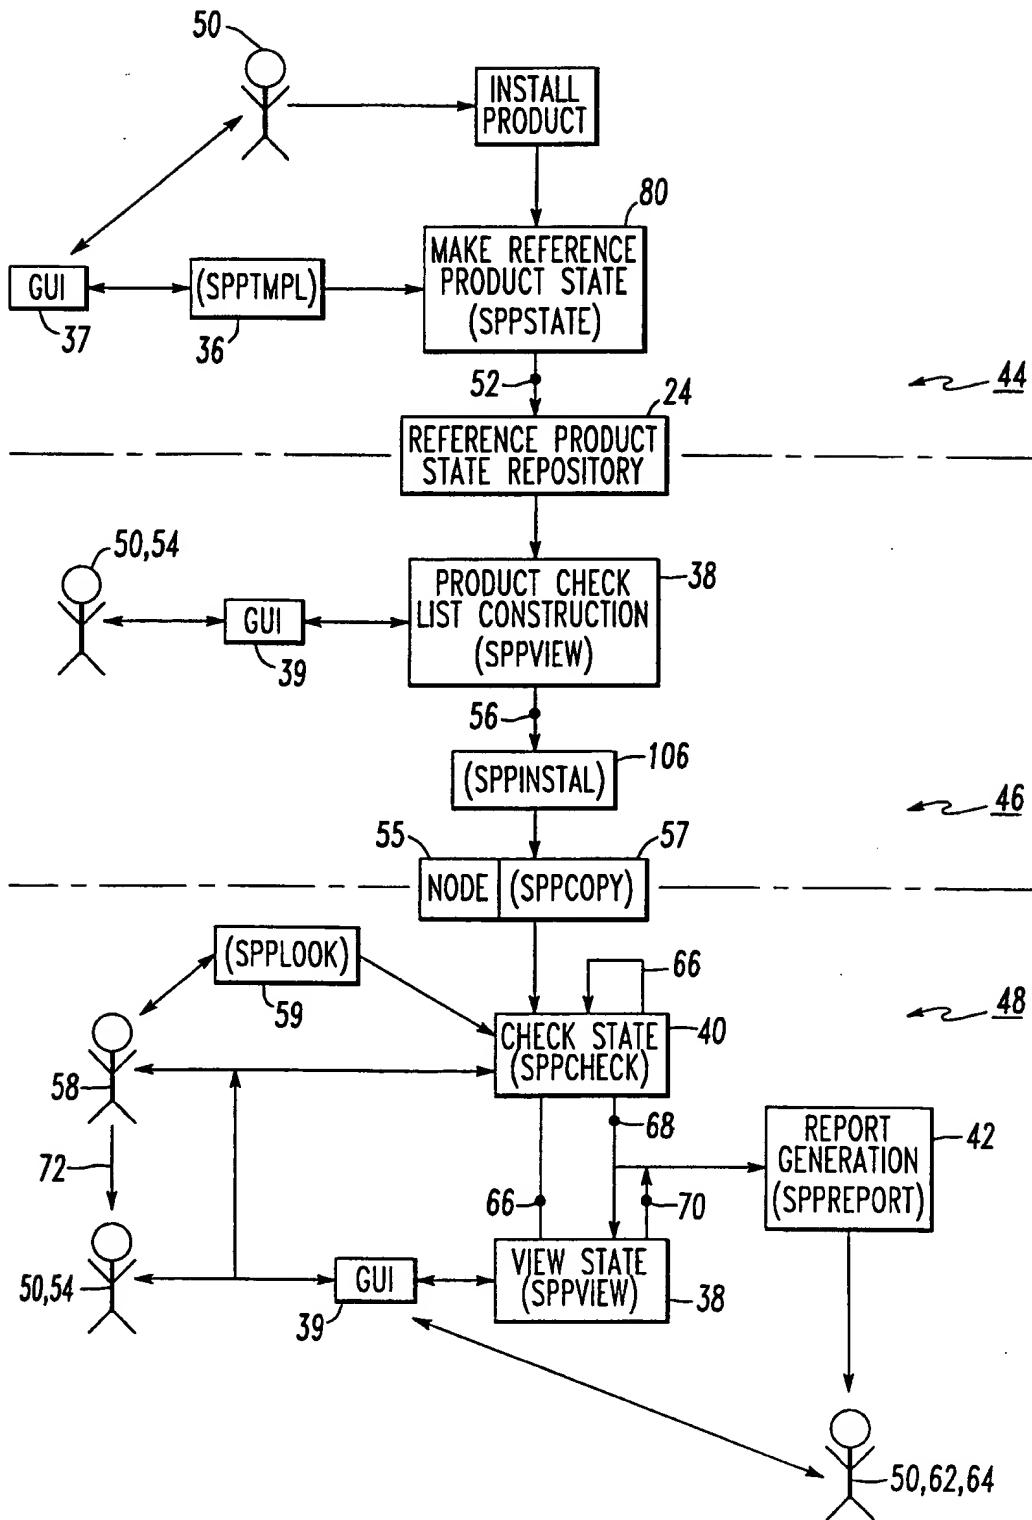 50
INSTALL
PRODUCT
80
MAKE REFERENCE
PRODUCT STATE
(SPPSTATE)
GUI
37
(SPPTMPL)
36
52
44
24
REFERENCE PRODUCT
STATE REPOSITORY
50,54
GUI
39
38
PRODUCT CHECK
LIST CONSTRUCTION
(SPPVIEW)
56
(SPPINSTAL)
106
46
55
57
NODE
(SPPCOPY)
(SPPLOOK)
59
66
48
CHECK STATE
(SPPCHECK)
40
58
68
REPORT
GENERATION
(SPPREPORT)
42
72
66
70
50,54
GUI
39
VIEW STATE
(SPPVIEW)
38
50,62,64